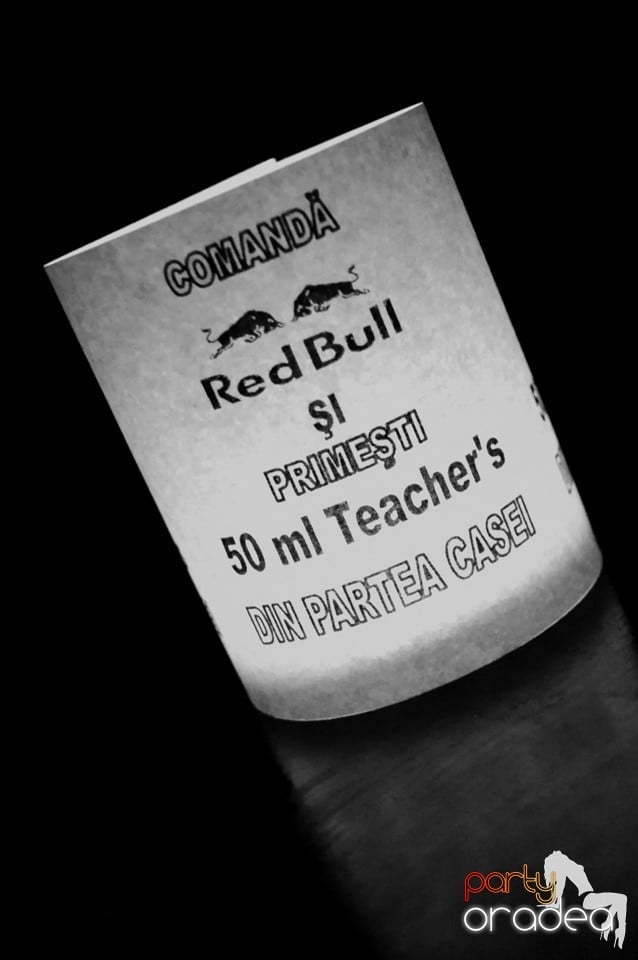 COMANDĂ
Red Bull
ŞI
PRIMEŞTI
50 ml Teacher's
DIN PARTEA CASEI
party
oradea